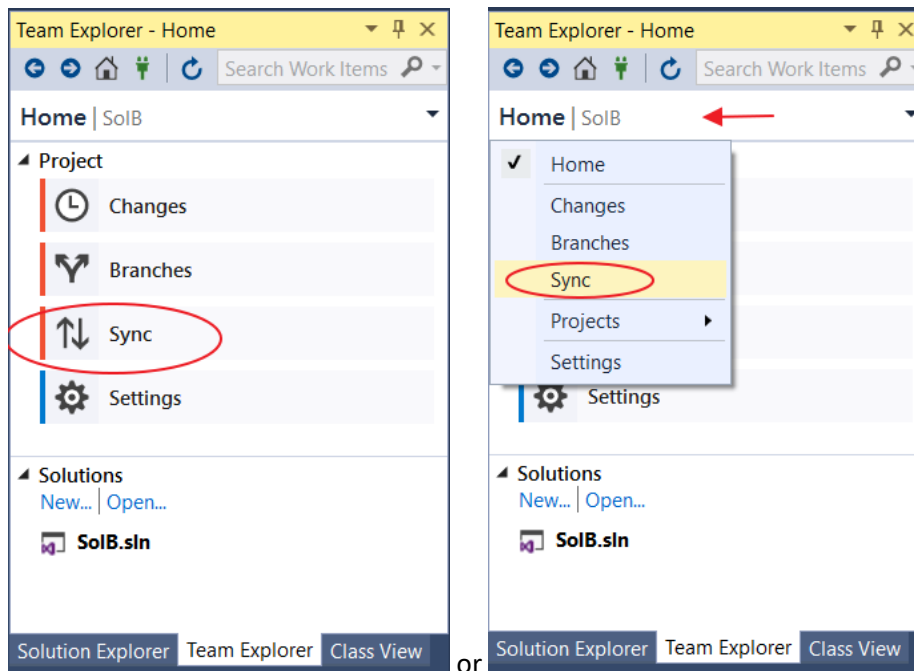 Team Explorer - Home
Search Work Items
Home | SolB
Project
Changes
Branches
Sync
Settings
Solutions
New... | Open...
SolB.sln
Solution Explorer Team Explorer Class View
or
Team Explorer - Home
Search Work Items
Home | SolB
Home
Changes
Branches
Sync
Projects
Settings
Settings
Solutions
New... | Open...
SolB.sln
Solution Explorer Team Explorer Class View